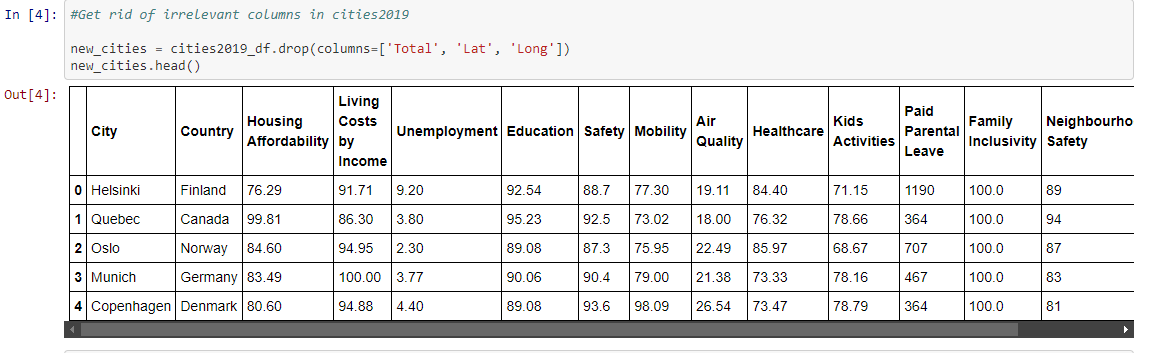 In [4]: #Get rid of irrelevant columns in cities2019
new_cities = cities2019_df.drop(columns=['Total', 'Lat', 'Long'])
new_cities.head()
Out[4]:
City Country Housing Affordability Living Costs by Income Unemployment Education Safety Mobility Air Quality Healthcare Kids Activities Paid Parental Leave Family Inclusivity Neighbourho Safety
0 Helsinki Finland 76.29 91.71 9.20 92.54 88.7 77.30 19.11 84.40 71.15 1190 100.0 89
1 Quebec Canada 99.81 86.30 3.80 95.23 92.5 73.02 18.00 76.32 78.66 364 100.0 94
2 Oslo Norway 84.60 94.95 2.30 89.08 87.3 75.95 22.49 85.97 68.67 707 100.0 87
3 Munich Germany 83.49 100.00 3.77 90.06 90.4 79.00 21.38 73.33 78.16 467 100.0 83
4 Copenhagen Denmark 80.60 94.88 4.40 89.08 93.6 98.09 26.54 73.47 78.79 364 100.0 81